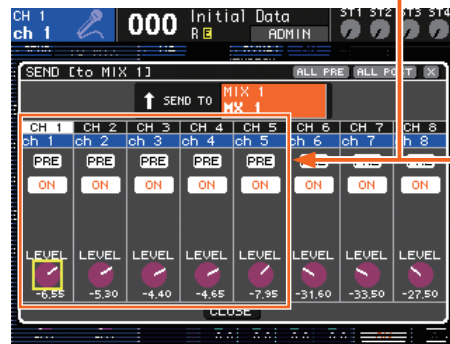 CH 1
ch 1
000
Initial Data
R E
ADMIN
ST1 ST2 ST3 ST4
SEND [to MIX 1]
ALL PRE
ALL POST
X
SEND TO
MIX 1
MX 1
CH 1 CH 2 CH 3 CH 4 CH 5 CH 6 CH 7 CH 8
ch 1 ch 2 ch 3 ch 4 ch 5 ch 6 ch 7 ch 8
PRE PRE PRE PRE PRE PRE PRE PRE
ON ON ON ON ON ON ON ON
LEVEL LEVEL LEVEL LEVEL LEVEL LEVEL LEVEL LEVEL
-6.55 -5.30 -4.40 -4.65 -7.95 -31.60 -33.50 -27.50
CLOSE